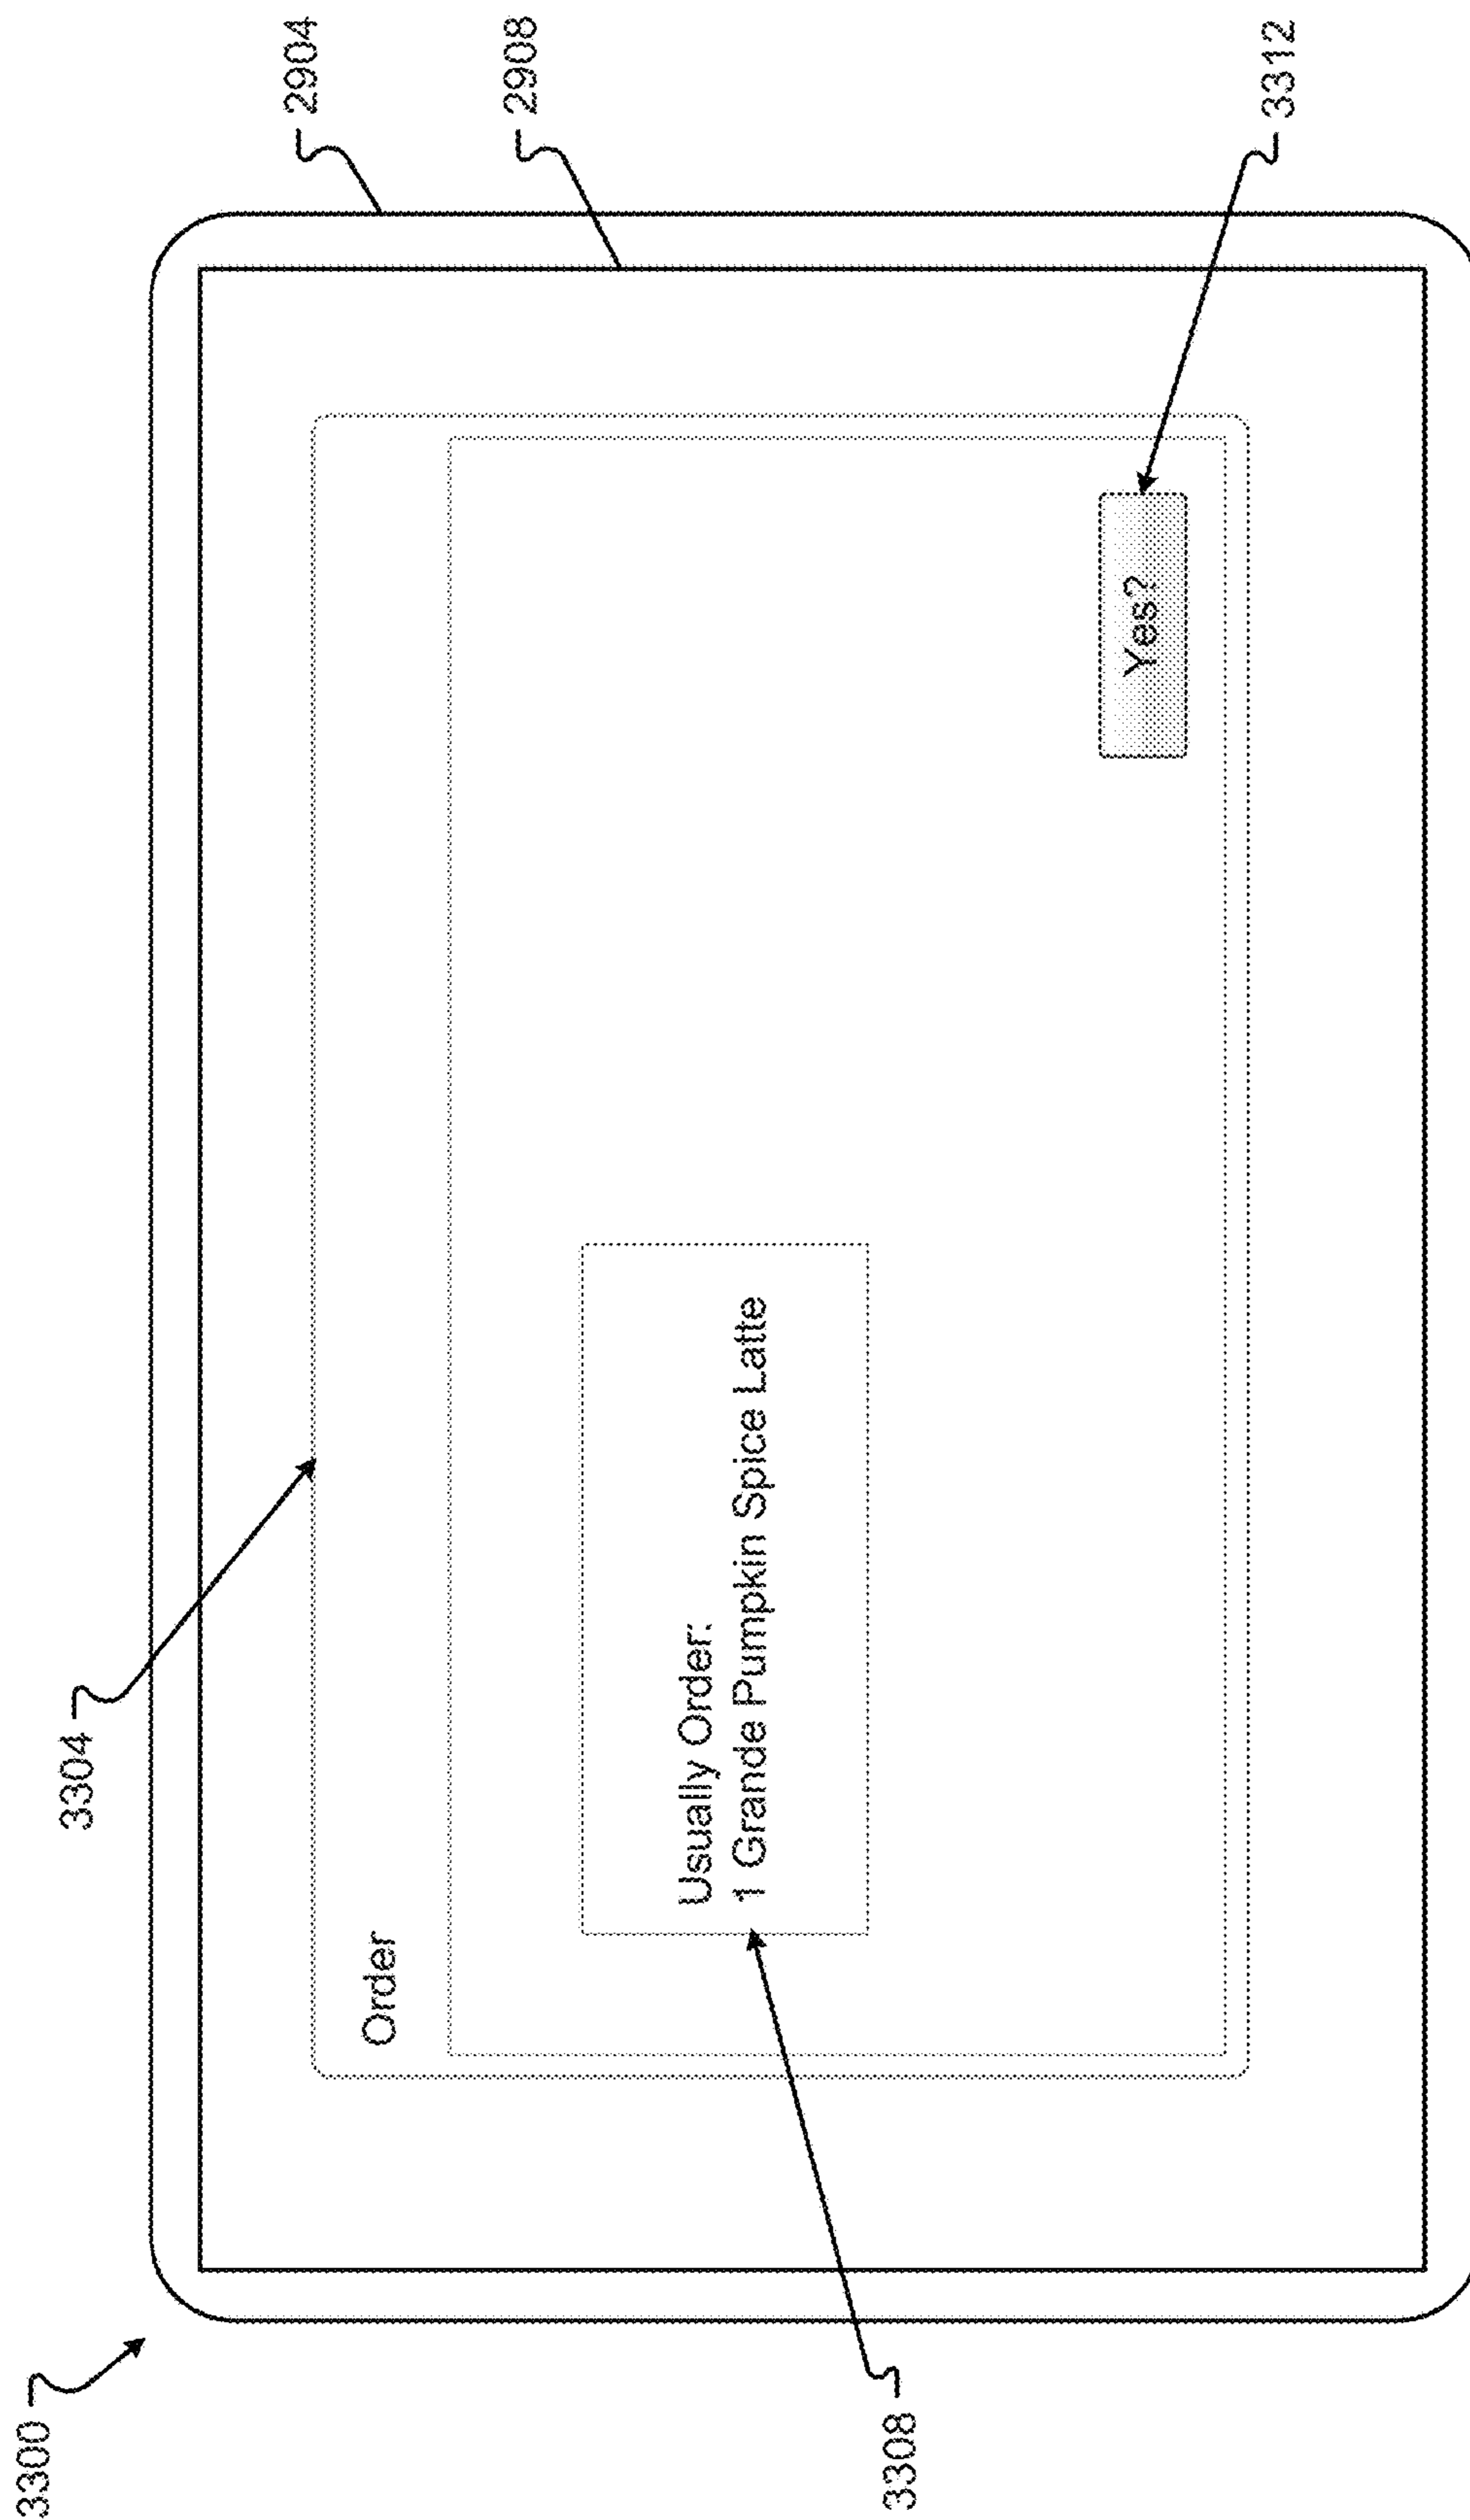 3300
3304
2904
Order
2908
Usually Order:
1 Grande Pumpkin Spice Latte
3308
Yes?
3312